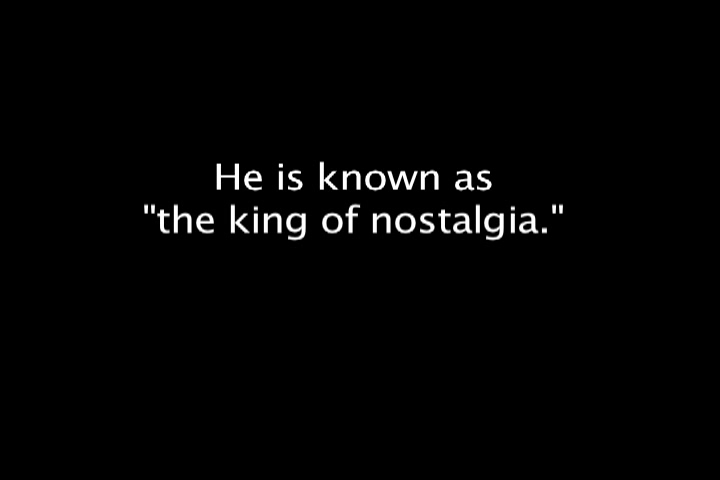 He is known as
"the king of nostalgia."